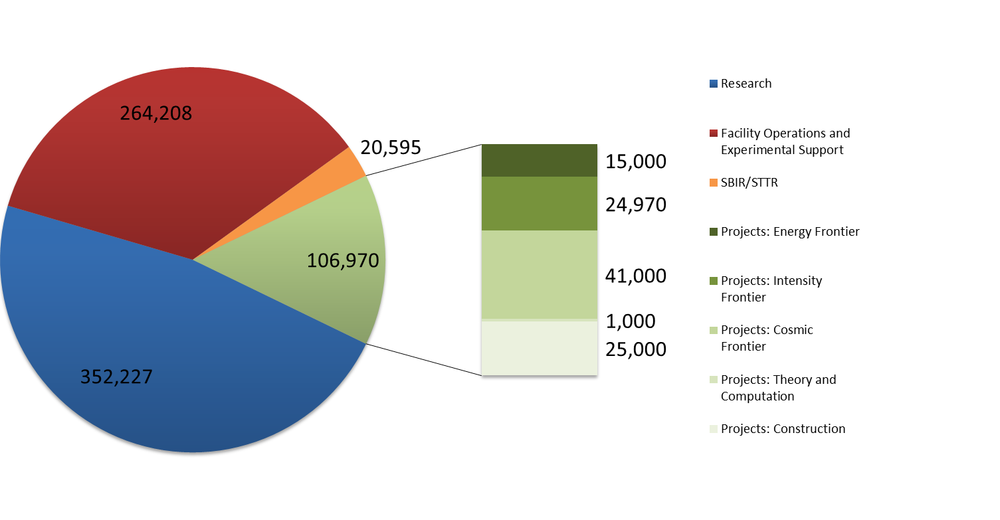 264,208
20,595
106,970
352,227
15,000
24,970
41,000
1,000
25,000
Research
Facility Operations and
Experimental Support
SBIR/STTR
Projects: Energy Frontier
Projects: Intensity
Frontier
Projects: Cosmic
Frontier
Projects: Theory and
Computation
Projects: Construction